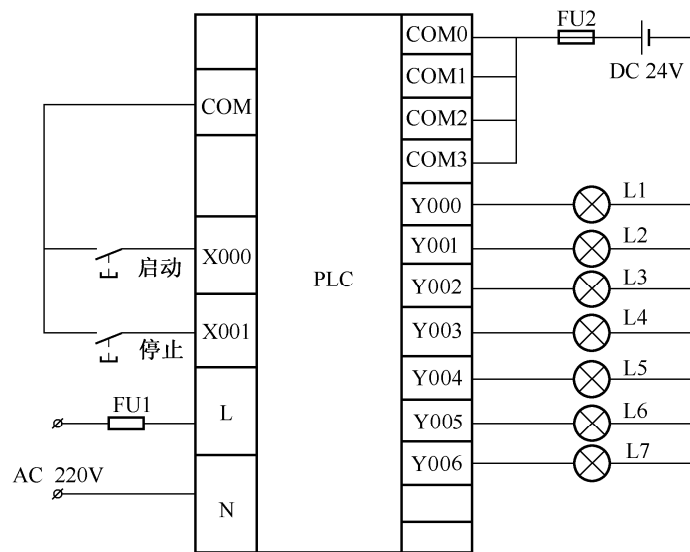 COM
X000
启动
X001
停止
FU1
L
AC 220V
N
PLC
COM0
COM1
COM2
COM3
Y000
Y001
Y002
Y003
Y004
Y005
Y006
FU2
DC 24V
L1
L2
L3
L4
L5
L6
L7